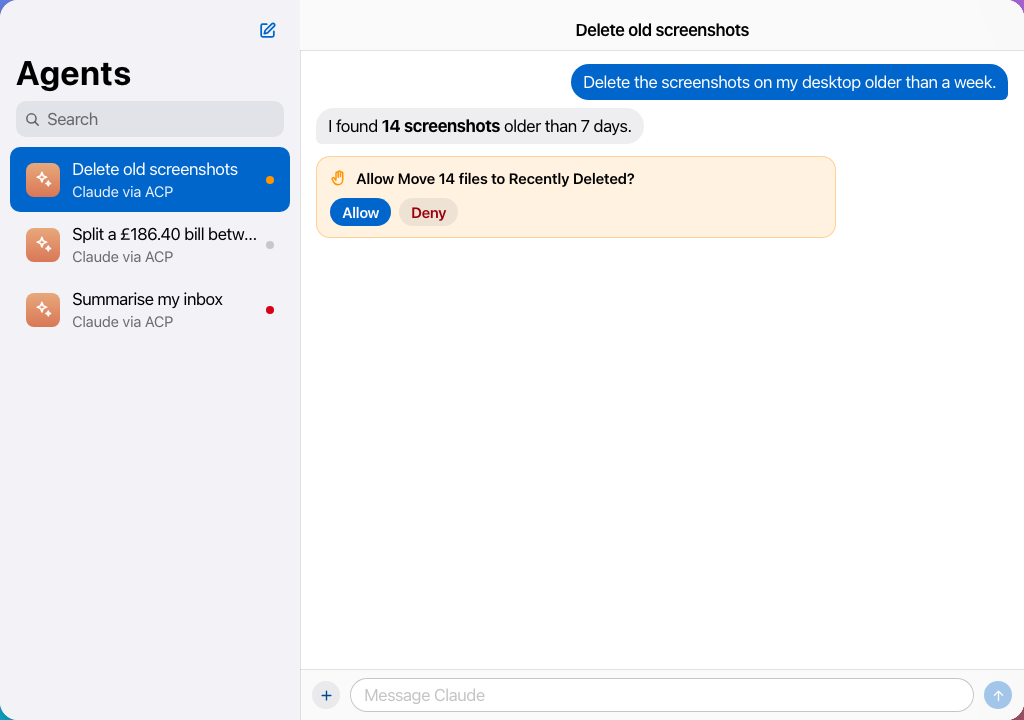 Agents
Search
Delete old screenshots
Claude via ACP
Split a £186.40 bill betw...
Claude via ACP
Summarise my inbox
Claude via ACP
Delete old screenshots
Delete the screenshots on my desktop older than a week.
I found 14 screenshots older than 7 days.
Allow Move 14 files to Recently Deleted?
Allow Deny
Message Claude